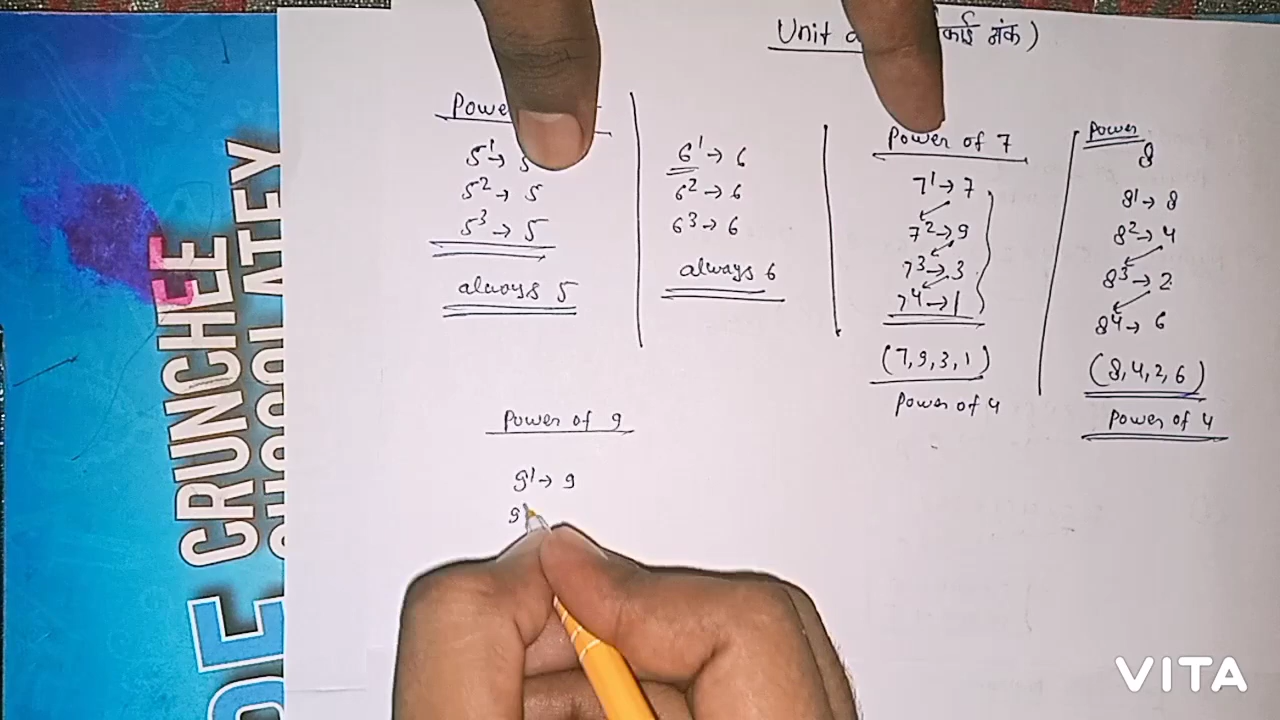 Unit काई अंक)
Power of 7
Power
8
5¹→ 5
5²→ 5
5³→ 5
always 5
6¹→ 6
6²→ 6
6³→ 6
always 6
7¹→ 7
7²→ 9
7³→ 3
7⁴→ 1
(7, 9, 3, 1)
Power of 4
8¹→ 8
8²→ 4
8³→ 2
8⁴→ 6
(8, 4, 2, 6)
Power of 4
Power of 9
9¹→ 9
9
CRUNCHEE
VITA